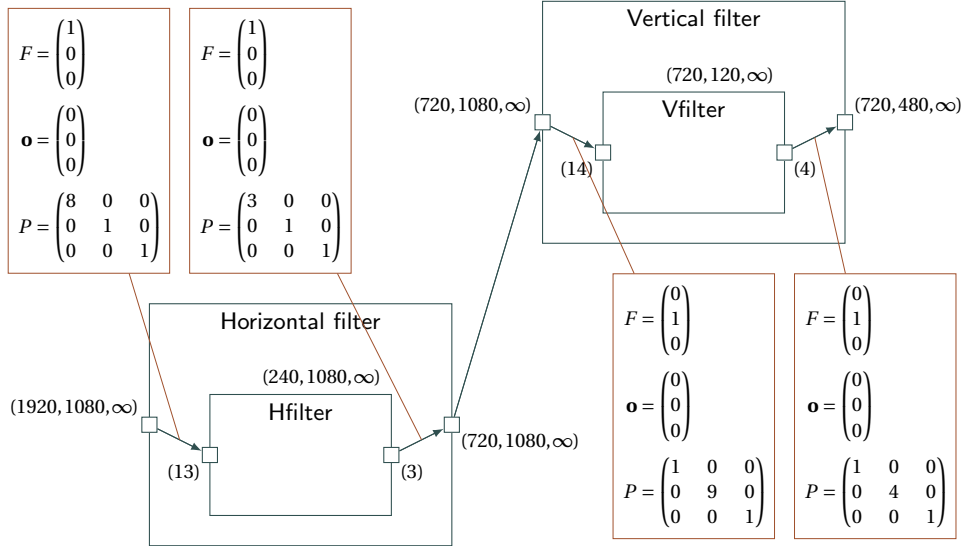 F = (1 0 0)
o = (0 0 0)
P = (8 0 0
0 1 0
0 0 1)
F = (1 0 0)
o = (0 0 0)
P = (3 0 0
0 1 0
0 0 1)
Vertical filter
(720, 120, ∞)
Vfilter
(720, 1080, ∞)
(720, 480, ∞)
(14)
(4)
Horizontal filter
(240, 1080, ∞)
Hfilter
(1920, 1080, ∞)
(720, 1080, ∞)
(13)
(3)
F = (0 1 0)
o = (0 0 0)
P = (1 0 0
0 9 0
0 0 1)
F = (0 1 0)
o = (0 0 0)
P = (1 0 0
0 4 0
0 0 1)